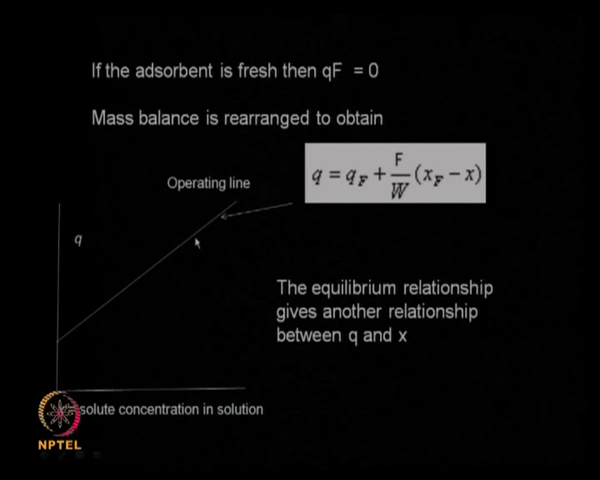 If the adsorbent is fresh then qF = 0
Mass balance is rearranged to obtain
q = q_F + F/W (x_F − x)
Operating line
q
The equilibrium relationship
gives another relationship
between q and x
solute concentration in solution
NPTEL